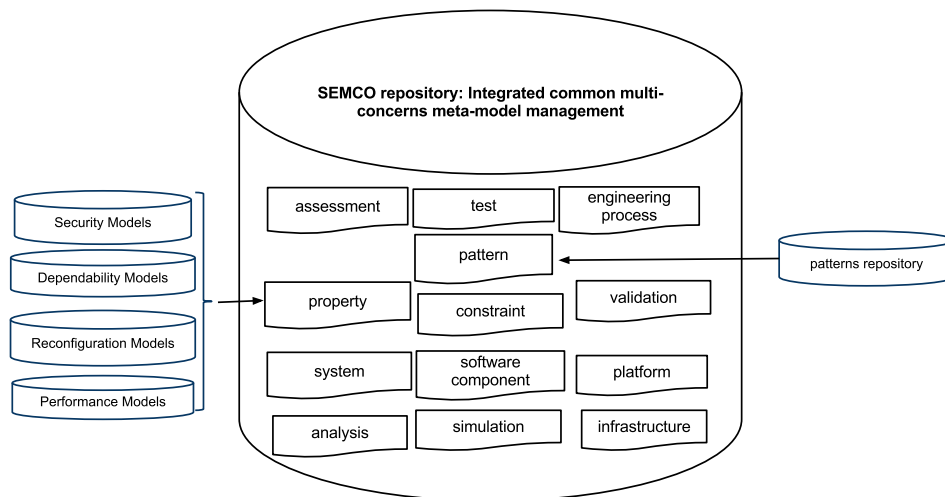 SEMCO repository: Integrated common multi-
concerns meta-model management
Security Models
Dependability Models
Reconfiguration Models
Performance Models
assessment
test
engineering
process
pattern
property
constraint
validation
system
software
component
platform
analysis
simulation
infrastructure
patterns repository